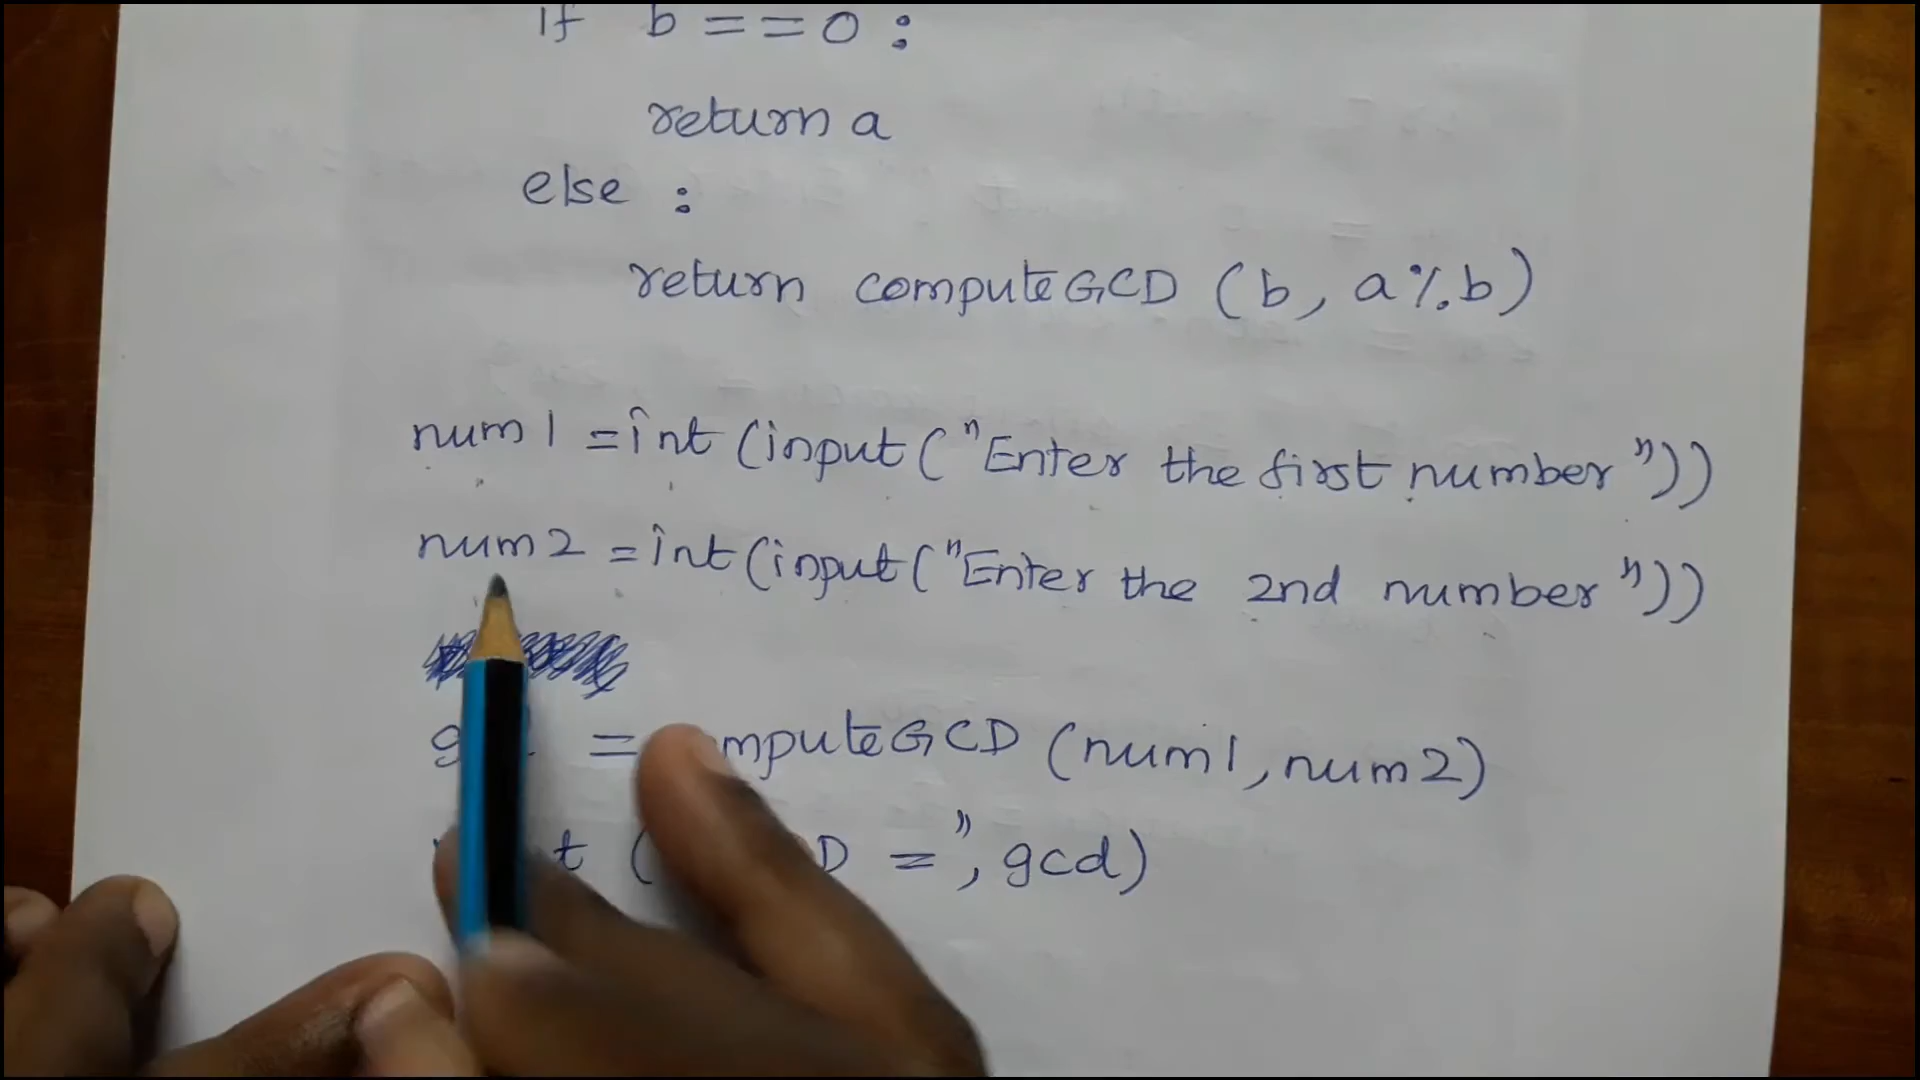 if b == 0 :
return a
else :
return computeGCD (b, a%b)
num1 = int (input ("Enter the first number"))
num2 = int (input ("Enter the 2nd number"))
= computeGCD (num1, num2)
= ", gcd)